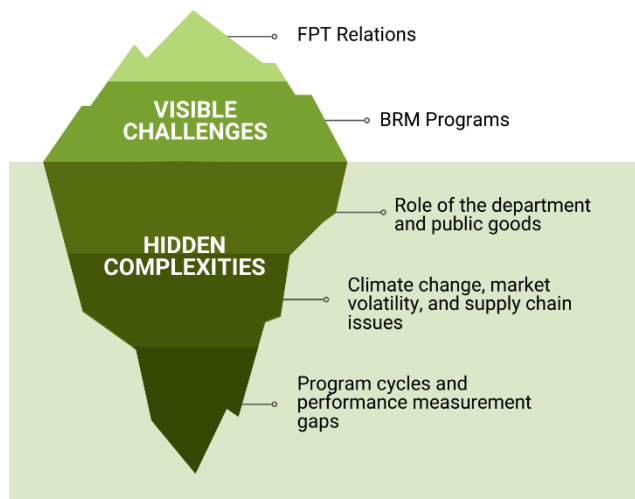 FPT Relations
VISIBLE
CHALLENGES
BRM Programs
Role of the department
and public goods
HIDDEN
COMPLEXITIES
Climate change, market
volatility, and supply chain
issues
Program cycles and
performance measurement
gaps